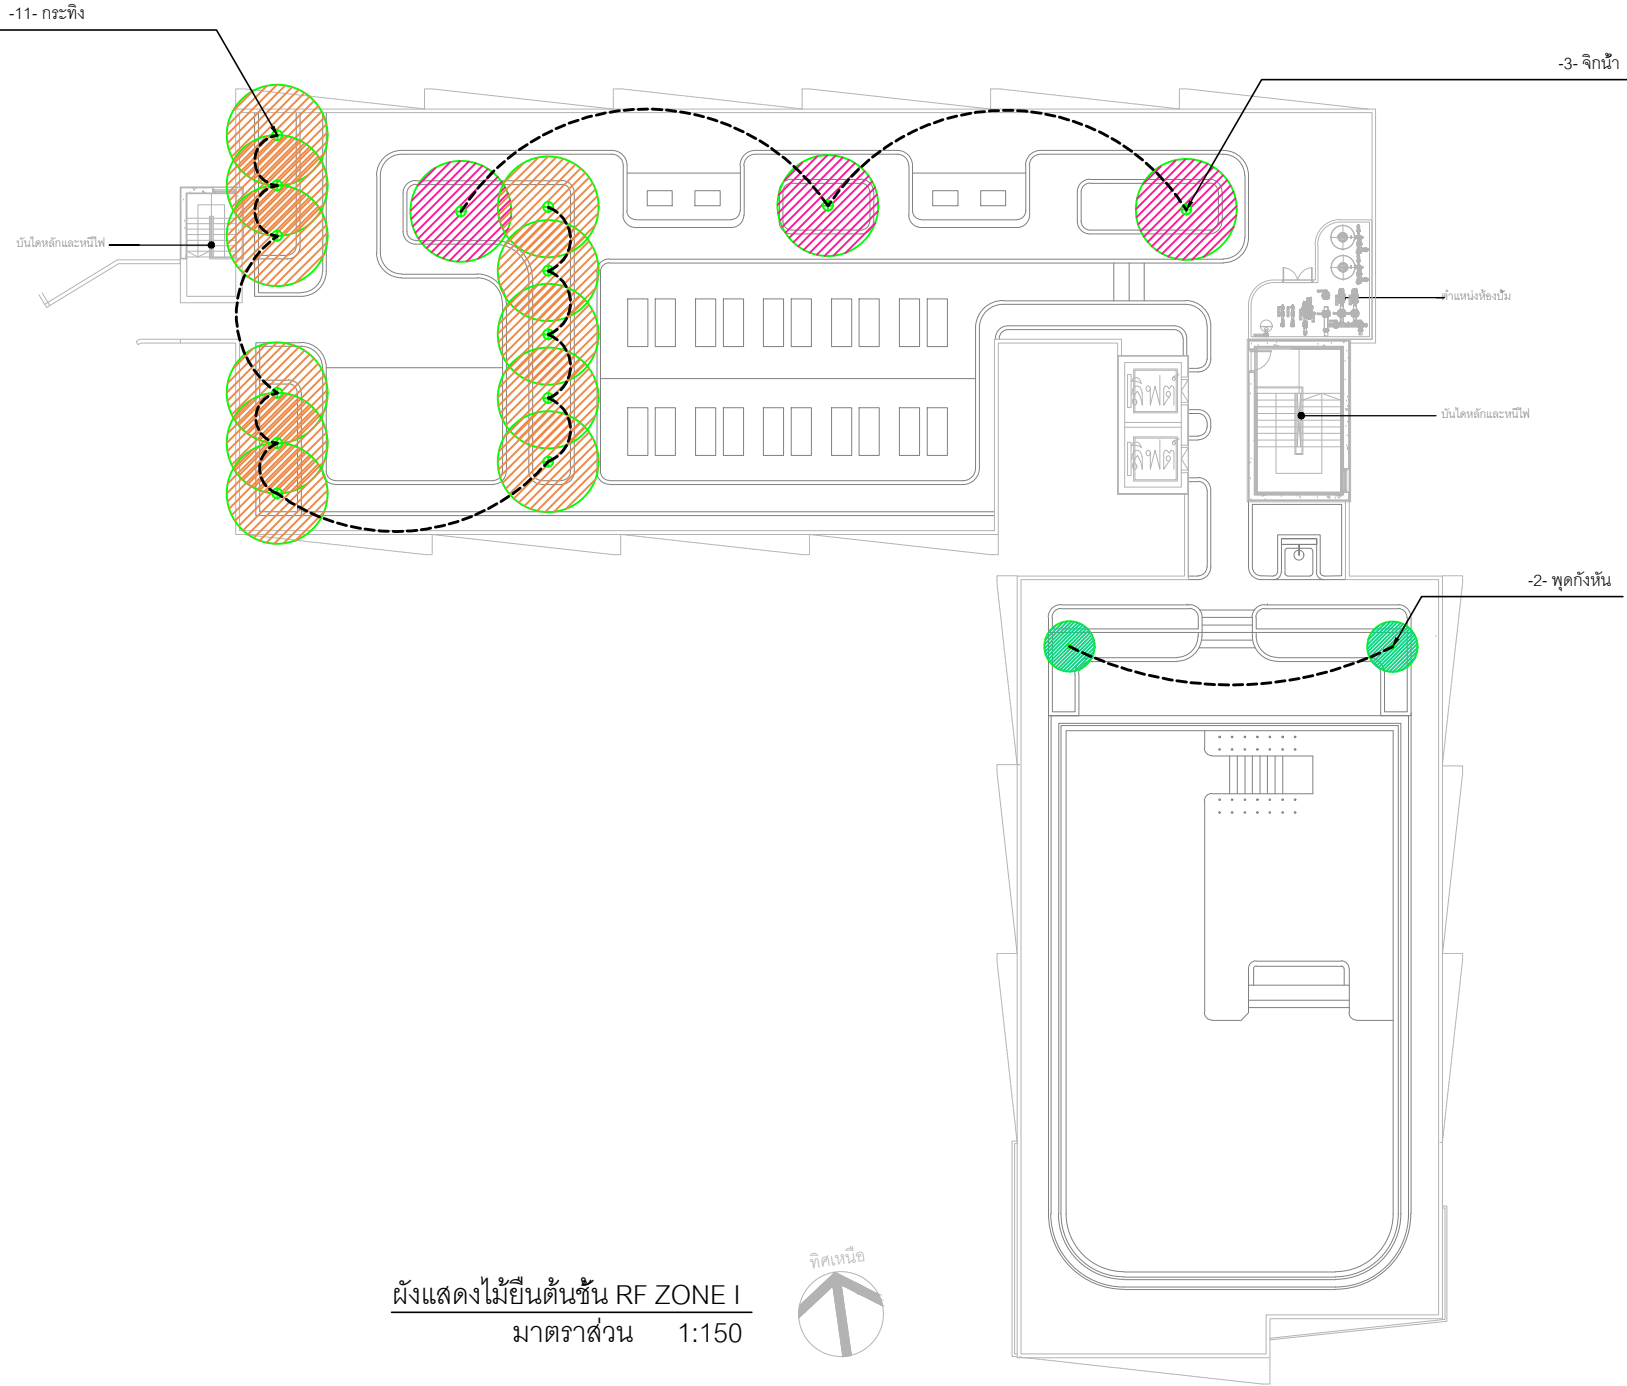 -11- กระทิง
-3- จิกน้ำ
บันไดหลักและหนีไฟ
ตำแหน่งห้องปั๊ม
ลิฟต์
ลิฟต์
บันไดหลักและหนีไฟ
-2- พุดกังหัน
ทิศเหนือ
ผังแสดงไม้ยืนต้นชั้น RF ZONE I
มาตราส่วน 1:150